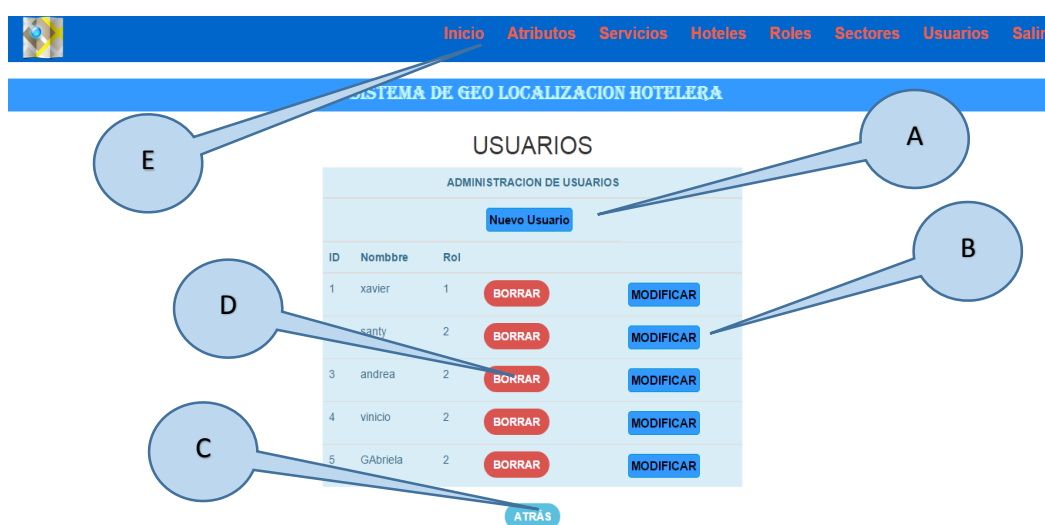 Inicio Atributos Servicios Hoteles Roles Sectores Usuarios Salir
SISTEMA DE GEO LOCALIZACION HOTELERA
E
USUARIOS
A
ADMINISTRACION DE USUARIOS
Nuevo Usuario
B
ID Nombbre Rol
1 xavier 1 BORRAR MODIFICAR
D
santy 2 BORRAR MODIFICAR
3 andrea 2 BORRAR MODIFICAR
4 vinicio 2 BORRAR MODIFICAR
C
5 GAbriela 2 BORRAR MODIFICAR
ATRÁS